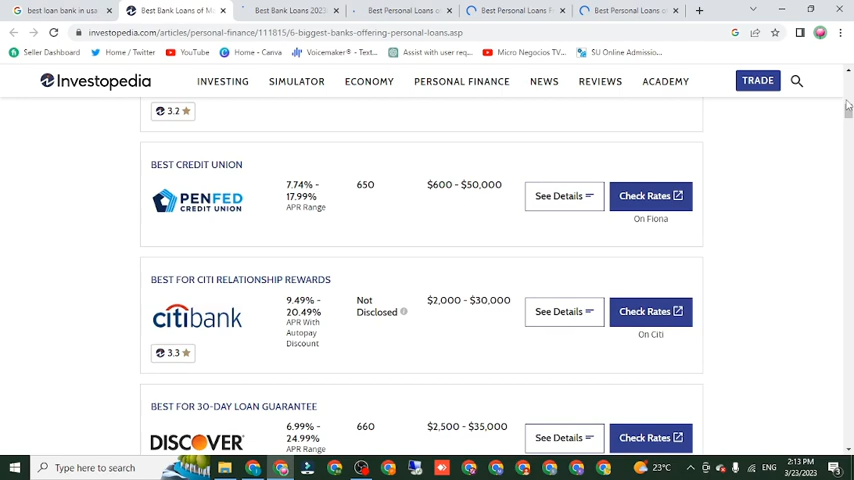 best loan bank in usa
Best Bank Loans of M
Best Bank Loans 2023
Best Personal Loans o
Best Personal Loans F
Best Personal Loans o
investopedia.com/articles/personal-finance/111815/6-biggest-banks-offering-personal-loans.asp
Seller Dashboard
Home / Twitter
YouTube
Home - Canva
Voicemaker® - Text...
Assist with user req...
Micro Negocios TV...
SU Online Admissio...
Investopedia
INVESTING
SIMULATOR
ECONOMY
PERSONAL FINANCE
NEWS
REVIEWS
ACADEMY
TRADE
3.2
BEST CREDIT UNION
PENFED
CREDIT UNION
7.74% -
17.99%
APR Range
650
$600 - $50,000
See Details
Check Rates
On Fiona
BEST FOR CITI RELATIONSHIP REWARDS
citibank
3.3
9.49% -
20.49%
APR With
Autopay
Discount
Not
Disclosed
$2,000 - $30,000
See Details
Check Rates
On Citi
BEST FOR 30-DAY LOAN GUARANTEE
DISCOVER
6.99% -
24.99%
APR Range
660
$2,500 - $35,000
See Details
Check Rates
Type here to search
23°C
ENG
2:13 PM
3/23/2023
3